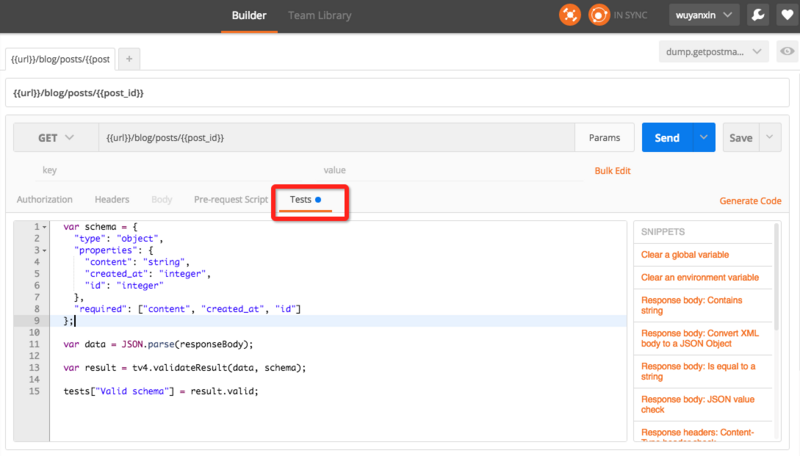 Builder
Team Library
IN SYNC
wuyanxin
{{url}}/blog/posts/{{post
+
dump.getpostma...
{{url}}/blog/posts/{{post_id}}
GET
{{url}}/blog/posts/{{post_id}}
Params
Send
Save
key
value
Bulk Edit
Authorization
Headers
Body
Pre-request Script
Tests
Generate Code
1 var schema = {
2 "type": "object",
3 "properties": {
4 "content": "string",
5 "created_at": "integer",
6 "id": "integer"
7 },
8 "required": ["content", "created_at", "id"]
9 };
10
11 var data = JSON.parse(responseBody);
12
13 var result = tv4.validateResult(data, schema);
14
15 tests["Valid schema"] = result.valid;
SNIPPETS
Clear a global variable
Clear an environment variable
Response body: Contains
string
Response body: Convert XML
body to a JSON Object
Response body: Is equal to a
string
Response body: JSON value
check
Response headers: Content-
Type header check